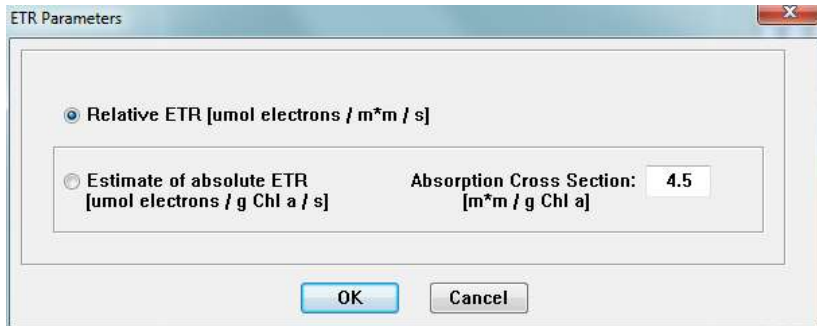 ETR Parameters
X
Relative ETR [umol electrons / m*m / s]
Estimate of absolute ETR
[umol electrons / g Chl a / s]
Absorption Cross Section: 4.5
[m*m / g Chl a]
OK
Cancel